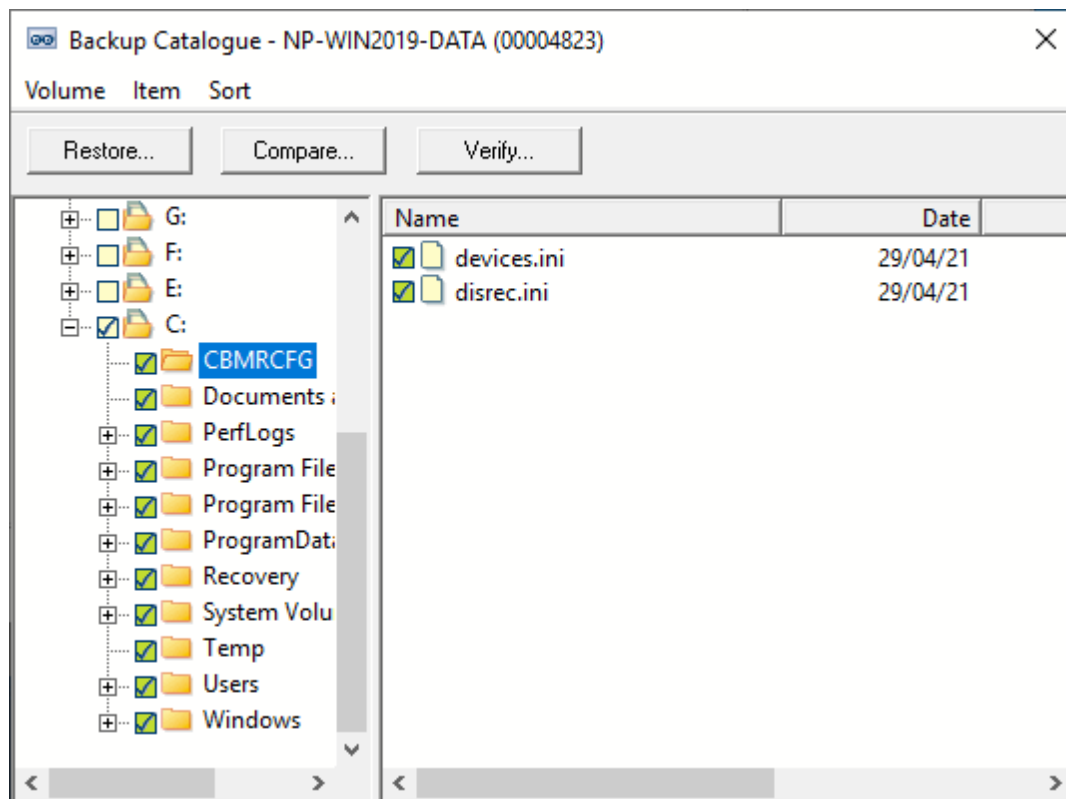 Backup Catalogue - NP-WIN2019-DATA (00004823)
Volume Item Sort
Restore... Compare... Verify...
G:
F:
E:
C:
CBMRCFG
Documents a
PerfLogs
Program File
Program File
ProgramData
Recovery
System Volu
Temp
Users
Windows
Name Date
devices.ini 29/04/21
disrec.ini 29/04/21